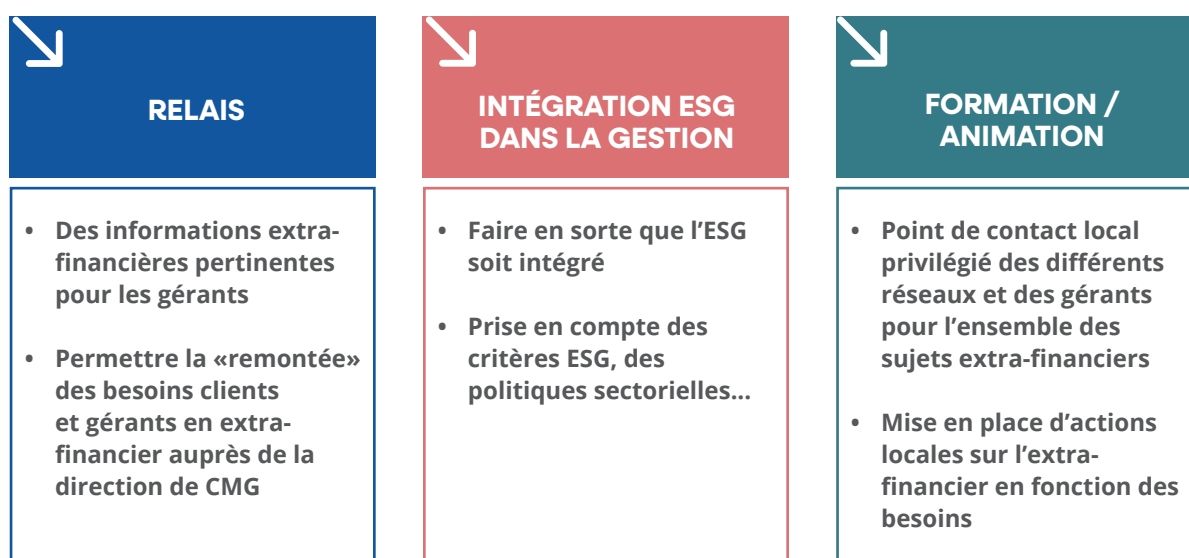 RELAIS
• Des informations extra-
financières pertinentes
pour les gérants
• Permettre la «remontée»
des besoins clients
et gérants en extra-
financier auprès de la
direction de CMG
INTÉGRATION ESG
DANS LA GESTION
• Faire en sorte que l’ESG
soit intégré
• Prise en compte des
critères ESG, des
politiques sectorielles...
FORMATION /
ANIMATION
• Point de contact local
privilégié des différents
réseaux et des gérants
pour l’ensemble des
sujets extra-financiers
• Mise en place d’actions
locales sur l’extra-
financier en fonction des
besoins